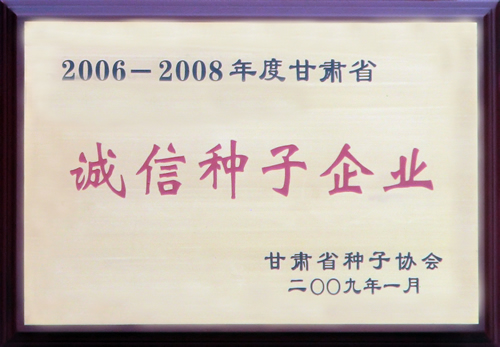 2006－2008年度甘肃省
诚信种子企业
甘肃省种子协会
二〇〇九年一月